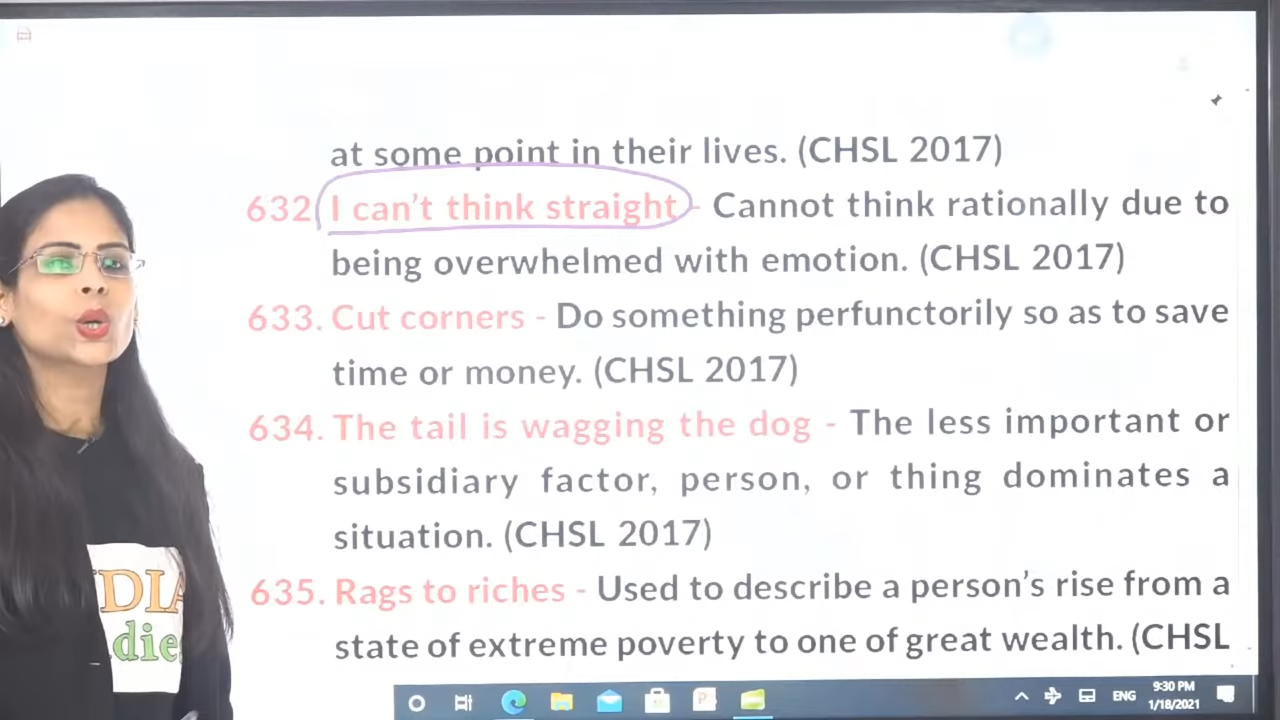 at some point in their lives. (CHSL 2017)
632. I can't think straight - Cannot think rationally due to
being overwhelmed with emotion. (CHSL 2017)
633. Cut corners - Do something perfunctorily so as to save
time or money. (CHSL 2017)
634. The tail is wagging the dog - The less important or
subsidiary factor, person, or thing dominates a
situation. (CHSL 2017)
635. Rags to riches - Used to describe a person's rise from a
state of extreme poverty to one of great wealth. (CHSL
NDIA
dies
ENG
9:30 PM
1/18/2021